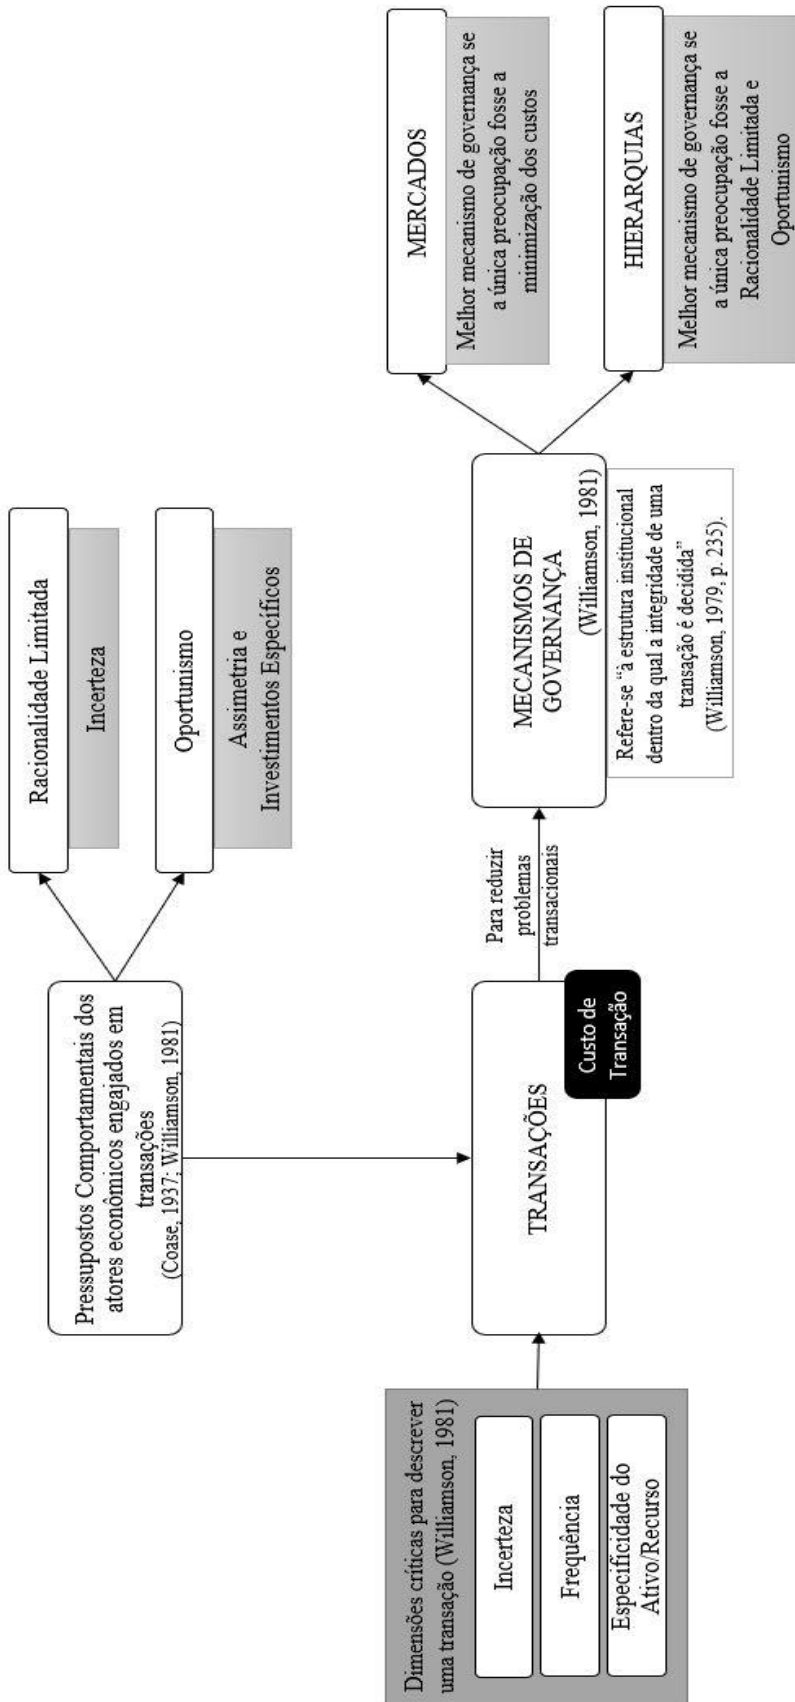 Pressupostos Comportamentais dos
atores econômicos engajados em
transações
(Coase, 1937; Williamson, 1981)
Racionalidade Limitada
Incerteza
Oportunismo
Assimetria e
Investimentos Específicos
Dimensões críticas para descrever
uma transação (Williamson, 1981)
Incerteza
Frequência
Especificidade do
Ativo/Recurso
TRANSAÇÕES
Custo de
Transação
Para reduzir
problemas
transacionais
MECANISMOS DE
GOVERNANÇA
(Williamson, 1981)
Refere-se “à estrutura institucional
dentro da qual a integridade de uma
transação é decidida”
(Williamson, 1979, p. 235).
MERCADOS
Melhor mecanismo de governança se
a única preocupação fosse a
minimização dos custos
HIERARQUIAS
Melhor mecanismo de governança se
a única preocupação fosse a
Racionalidade Limitada e
Oportunismo